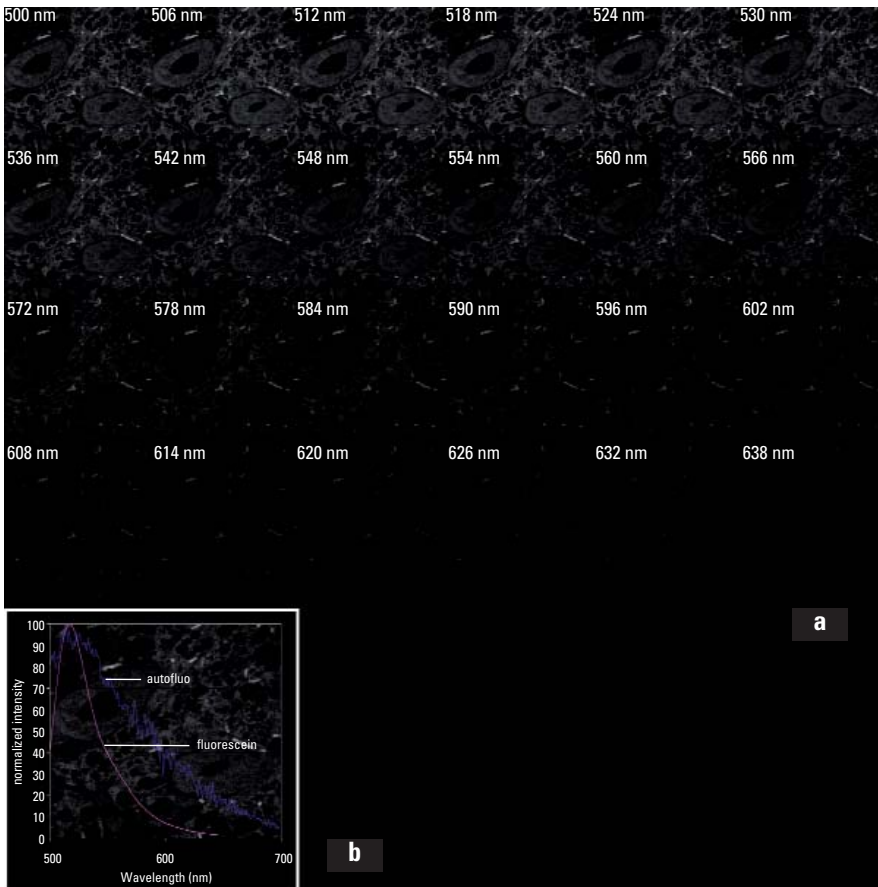 500 nm 506 nm 512 nm 518 nm 524 nm 530 nm
536 nm 542 nm 548 nm 554 nm 560 nm 566 nm
572 nm 578 nm 584 nm 590 nm 596 nm 602 nm
608 nm 614 nm 620 nm 626 nm 632 nm 638 nm
a
normalized intensity
100
90
80
70
60
50
40
30
20
10
0
autofluo
fluorescein
500 600 700
Wavelength (nm)
b